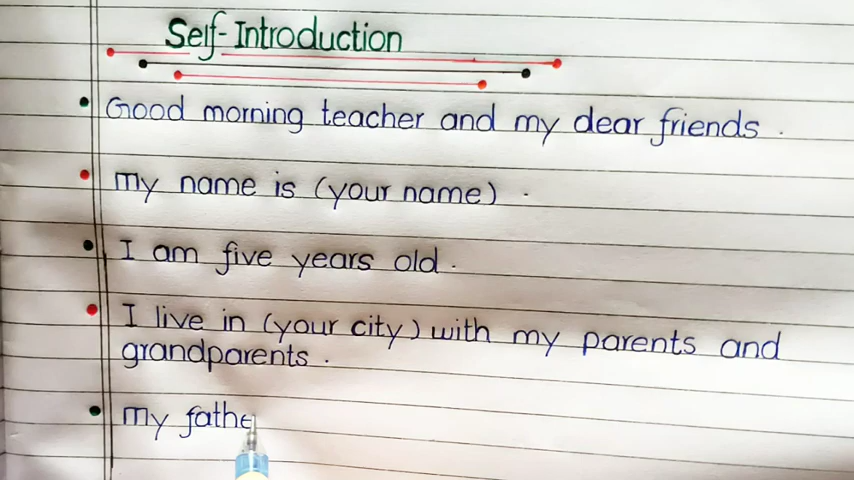 Self-Introduction
Good morning teacher and my dear friends.
My name is (your name).
I am five years old.
I live in (your city) with my parents and
grandparents.
My fathe